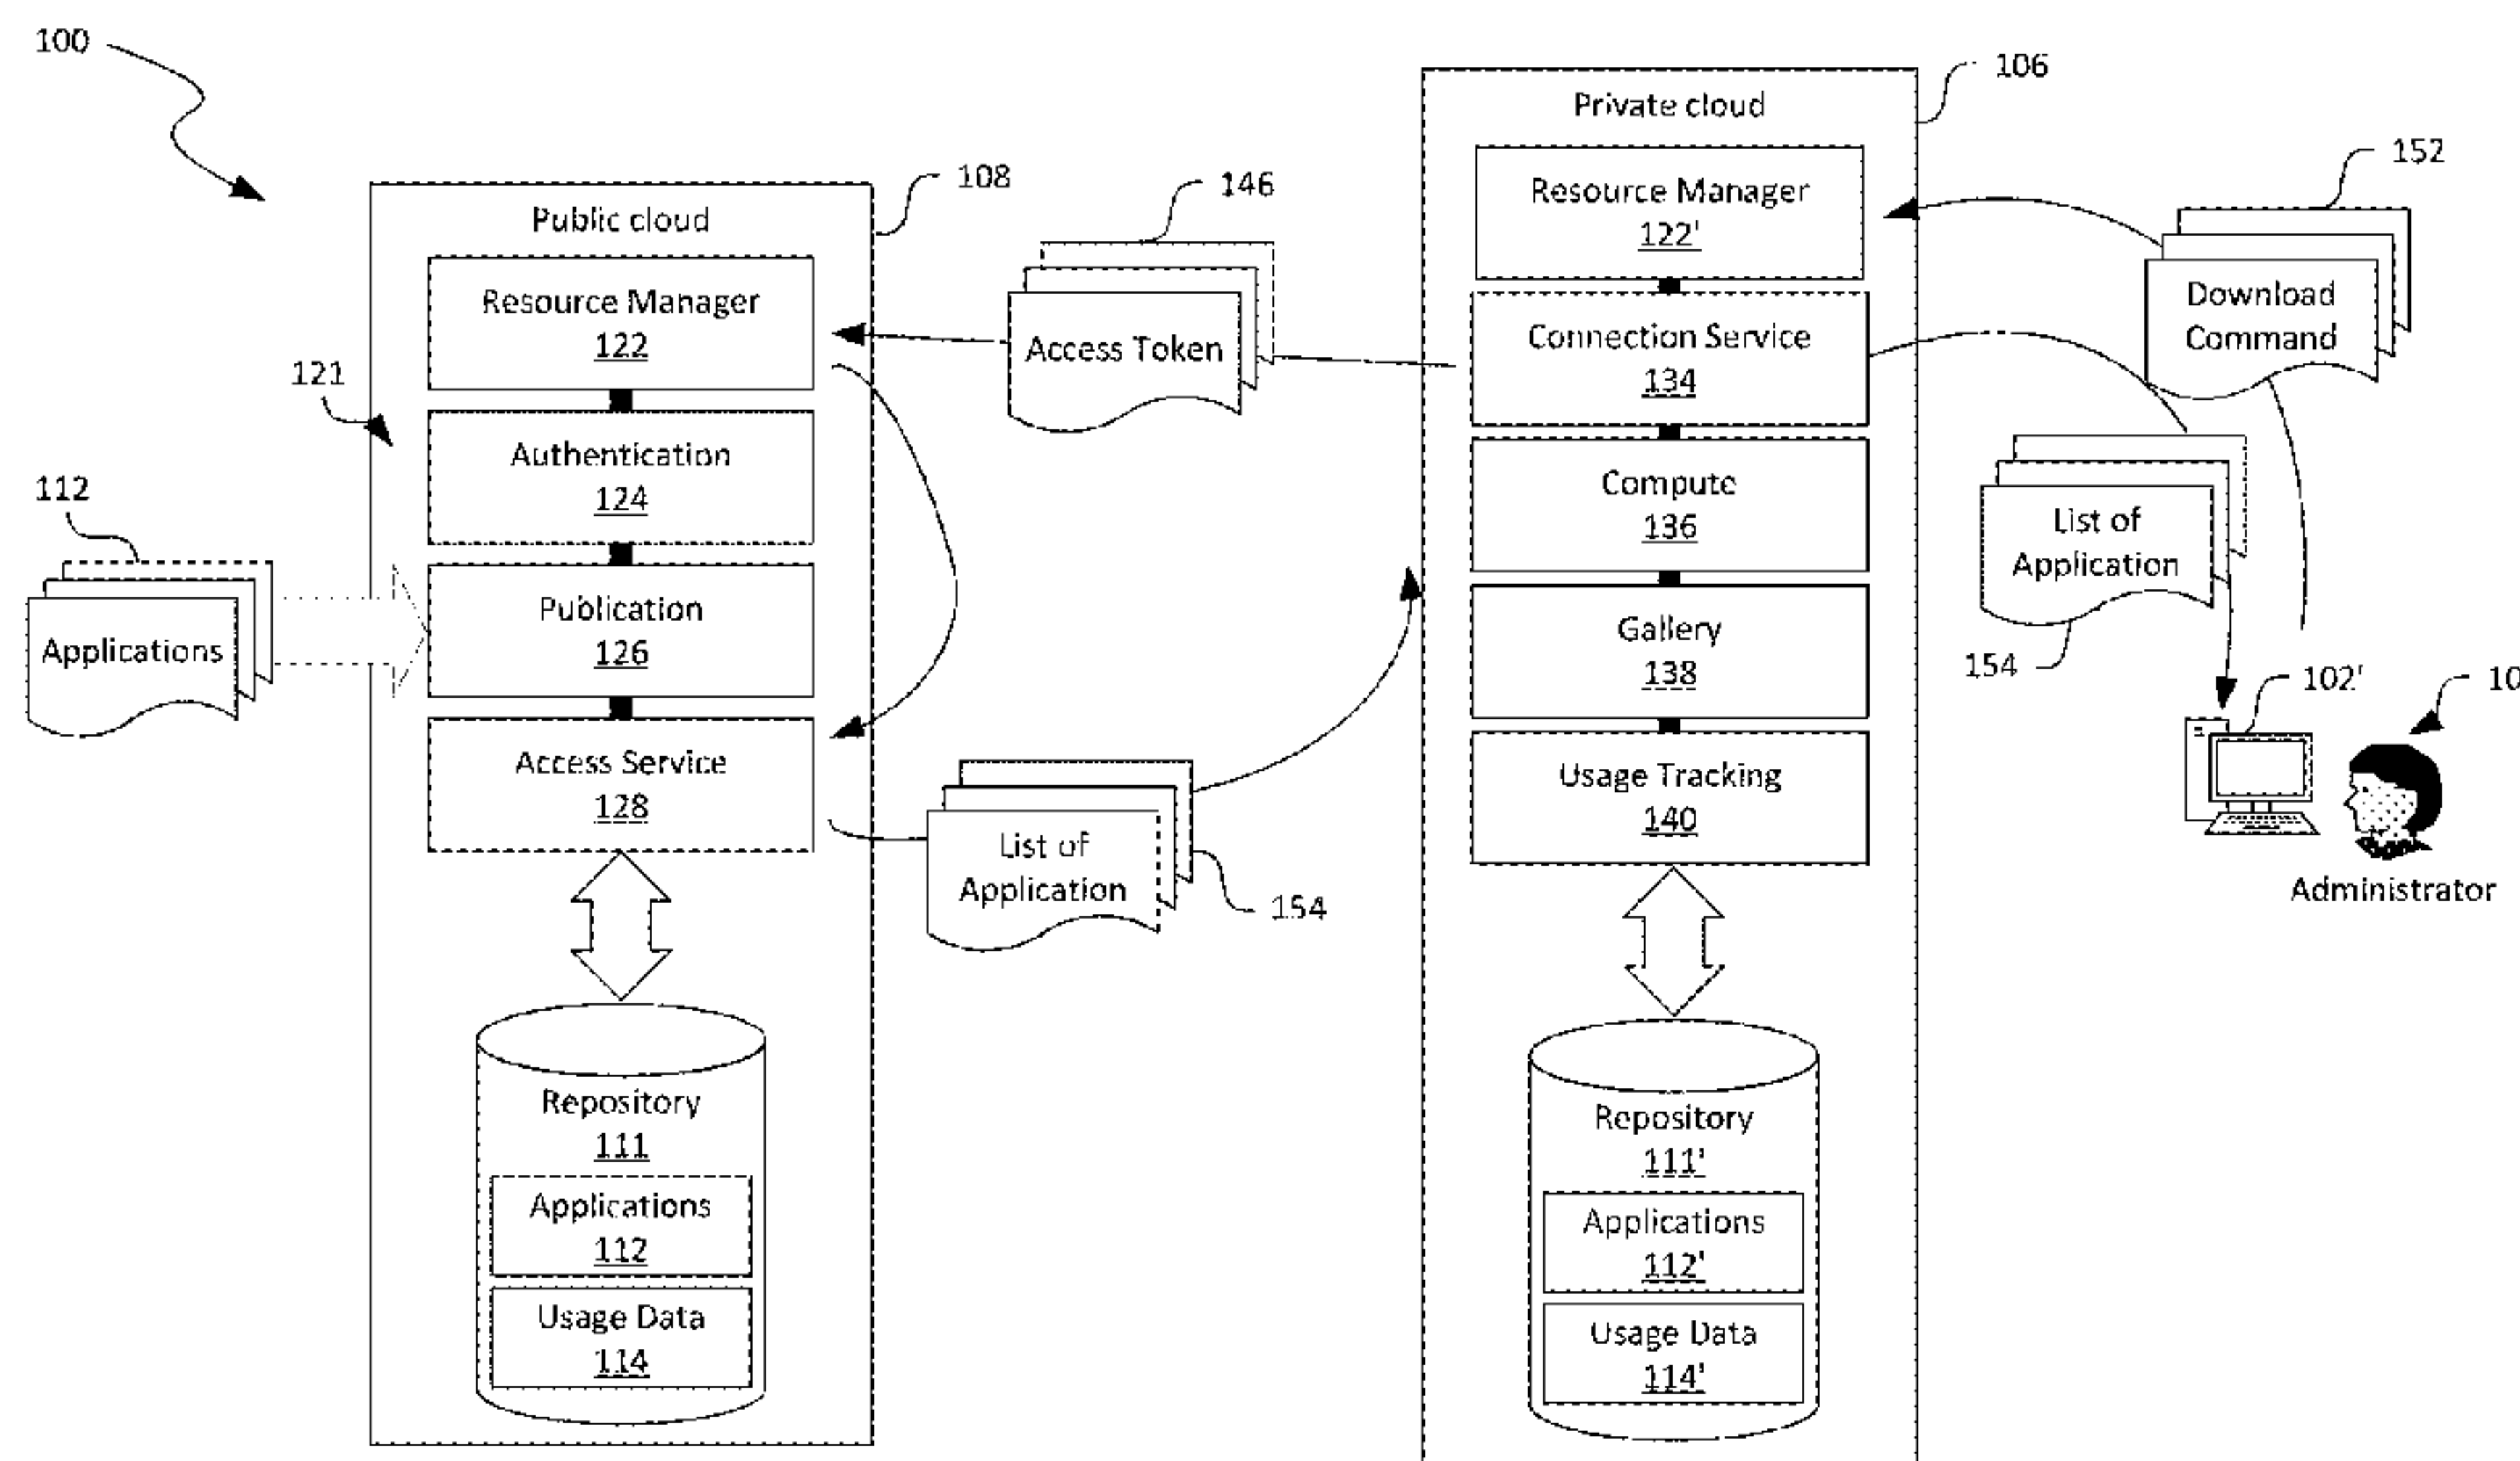 100
Public cloud
108
Resource Manager
122
121
Authentication
124
112
Applications
Publication
126
Access Service
128
Repository
111
Applications
112
Usage Data
114
146
Access Token
List of
Application
154
Private cloud
106
Resource Manager
122'
Connection Service
134
Compute
136
Gallery
138
Usage Tracking
140
Repository
111'
Applications
112'
Usage Data
114'
152
Download
Command
List of
Application
154
102'
10
Administrator